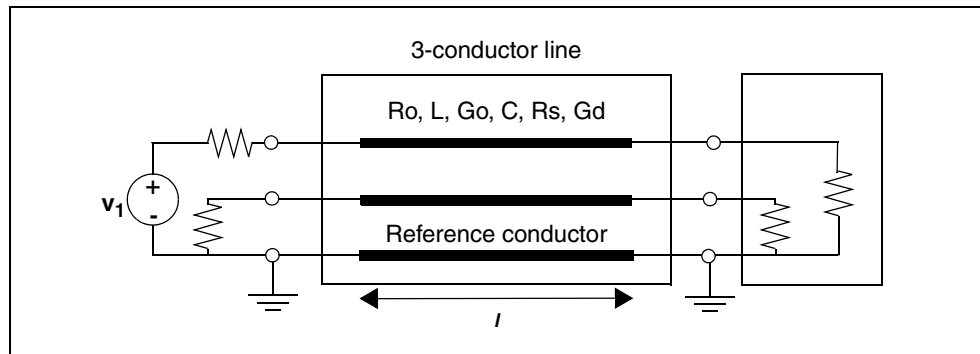 3-conductor line
Ro, L, Go, C, Rs, Gd
+
v1
-
Reference conductor
l